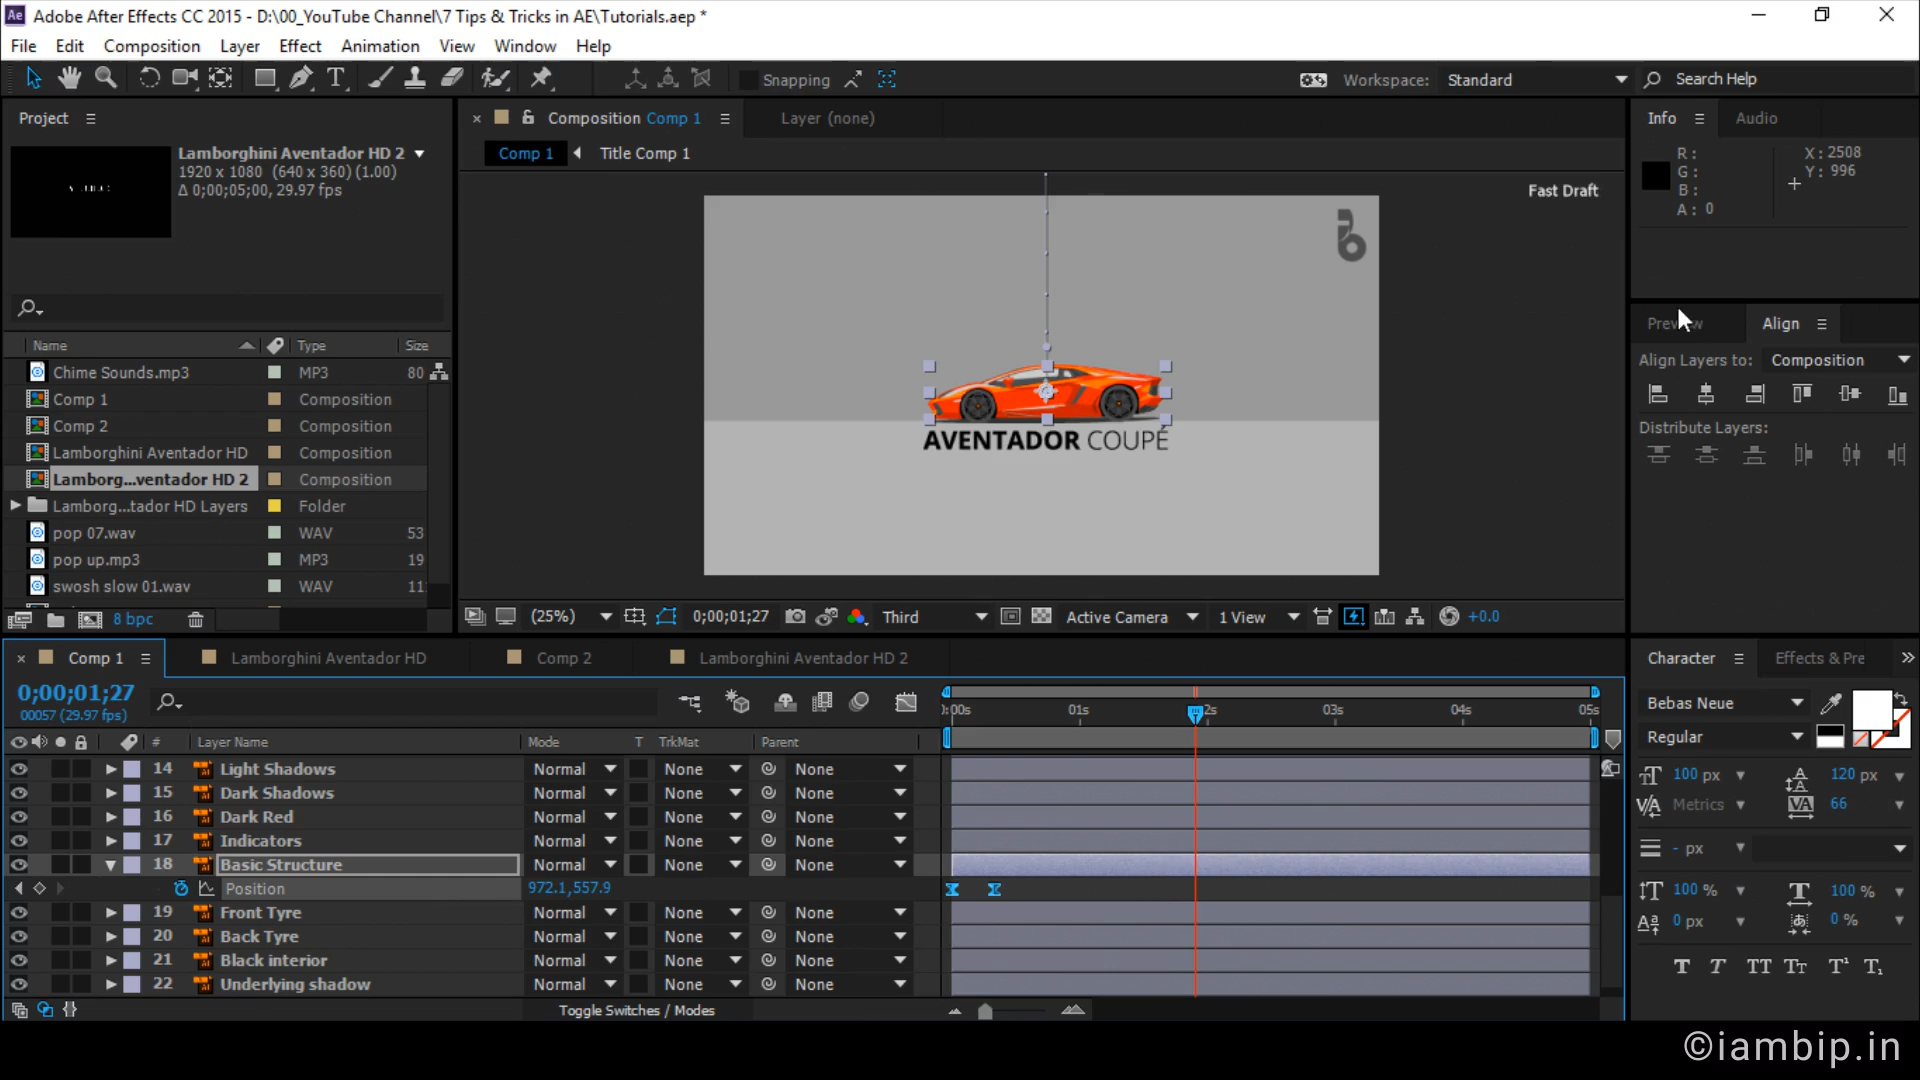 Adobe After Effects CC 2015 - D:\00_YouTube Channel\7 Tips & Tricks in AE\Tutorials.aep *
File Edit Composition Layer Effect Animation View Window Help
Snapping
Workspace: Standard
Search Help
Project
Composition Comp 1
Layer (none)
Info
Audio
Lamborghini Aventador HD 2
1920 x 1080 (640 x 360) (1.00)
Δ 0;00;05;00, 29.97 fps
Comp 1
Title Comp 1
Fast Draft
R:
G:
B:
A: 0
X: 2508
Y: 996
AVENTADOR COUPÉ
Align
Align Layers to: Composition
Distribute Layers:
Name Type Size
Chime Sounds.mp3 MP3 80
Comp 1 Composition
Comp 2 Composition
Lamborghini Aventador HD Composition
Lamborg...ventador HD 2 Composition
Lamborg...tador HD Layers Folder
pop 07.wav WAV 53
pop up.mp3 MP3 19
swosh slow 01.wav WAV 11
8 bpc
(25%) 0;00;01;27 Third Active Camera 1 View +0.0
Comp 1
Lamborghini Aventador HD
Comp 2
Lamborghini Aventador HD 2
0;00;01;27
00057 (29.97 fps)
):00s 01s 2s 03s 04s 05s
# Layer Name Mode T TrkMat Parent
14 Light Shadows Normal None None
15 Dark Shadows Normal None None
16 Dark Red Normal None None
17 Indicators Normal None None
18 Basic Structure Normal None None
Position 972.1,557.9
19 Front Tyre Normal None None
20 Back Tyre Normal None None
21 Black interior Normal None None
22 Underlying shadow Normal None None
Toggle Switches / Modes
Character
Effects & Pre
Bebas Neue
Regular
100 px 120 px
Metrics 66
- px
100 % 100 %
0 px 0 %
T T TT Tt T¹ T₁
©iambip.in